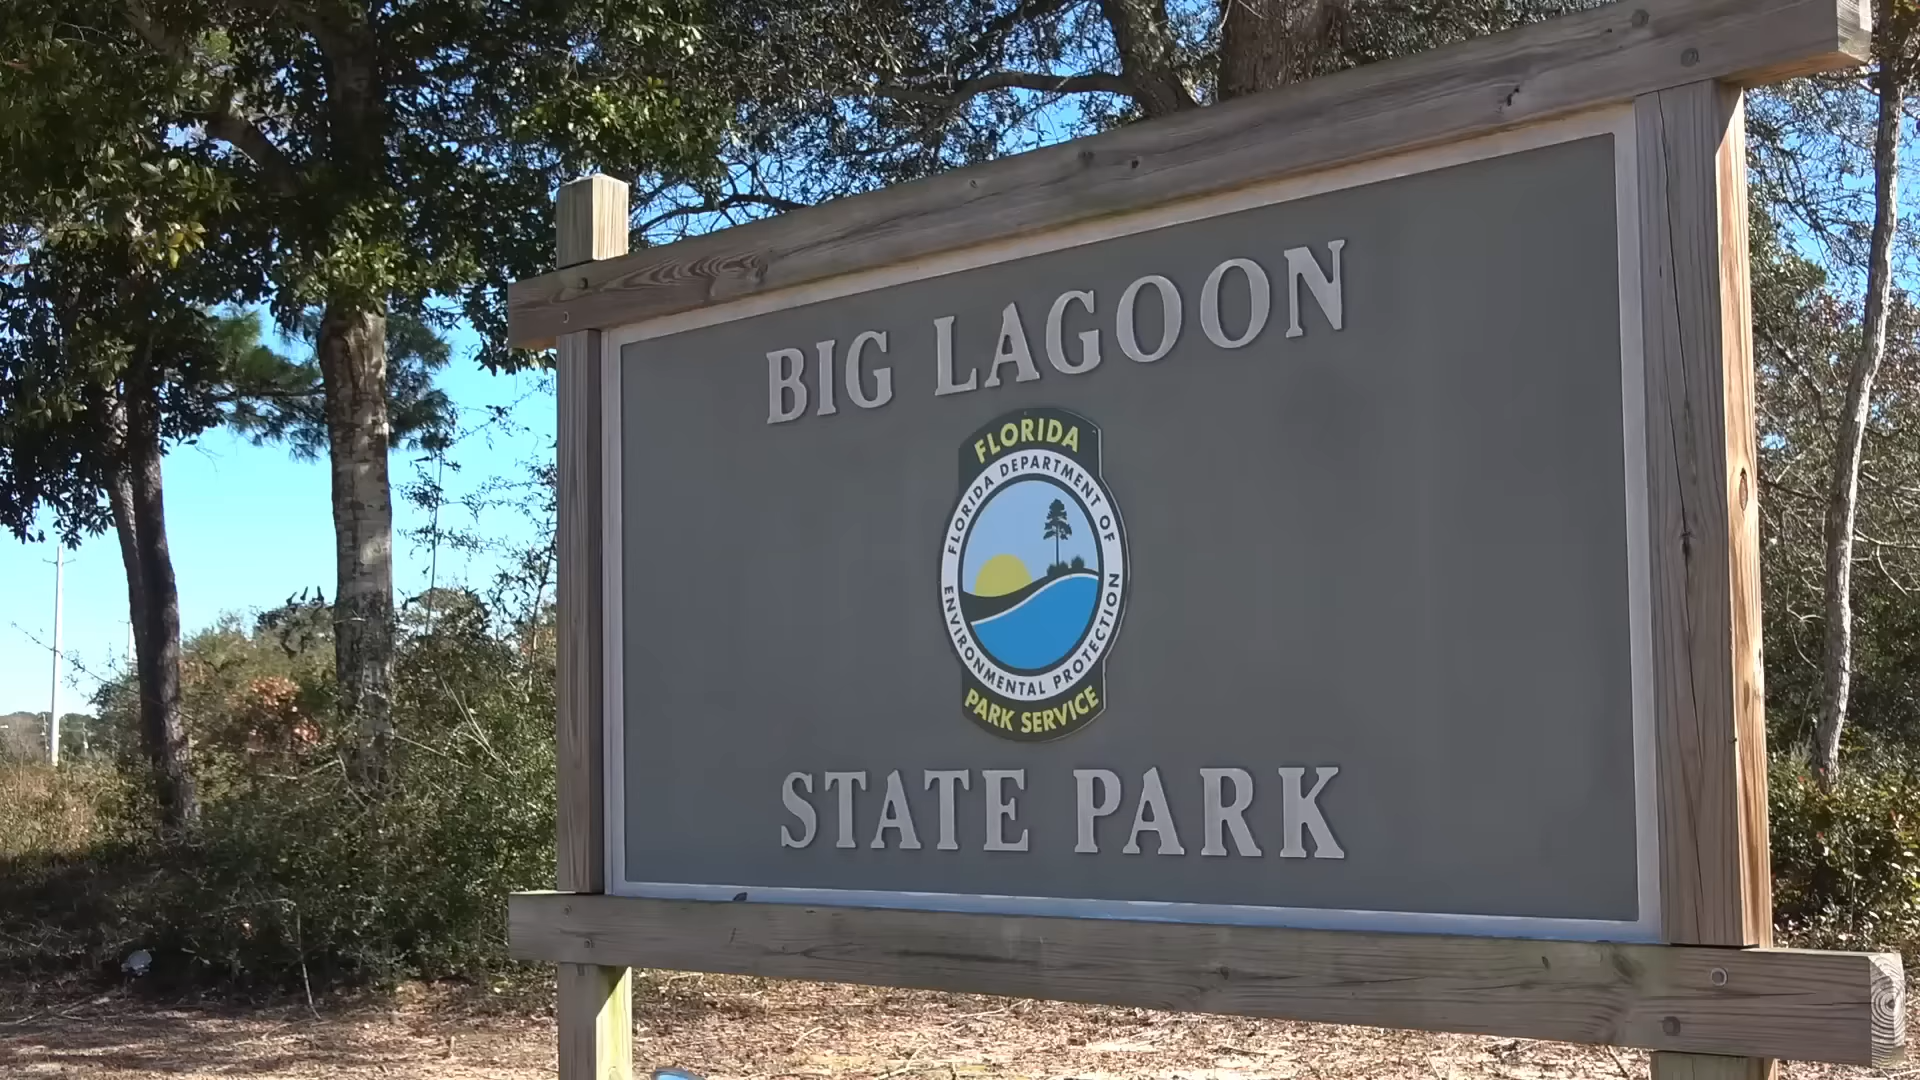 BIG LAGOON
FLORIDA
FLORIDA DEPARTMENT OF
ENVIRONMENTAL PROTECTION
PARK SERVICE
STATE PARK